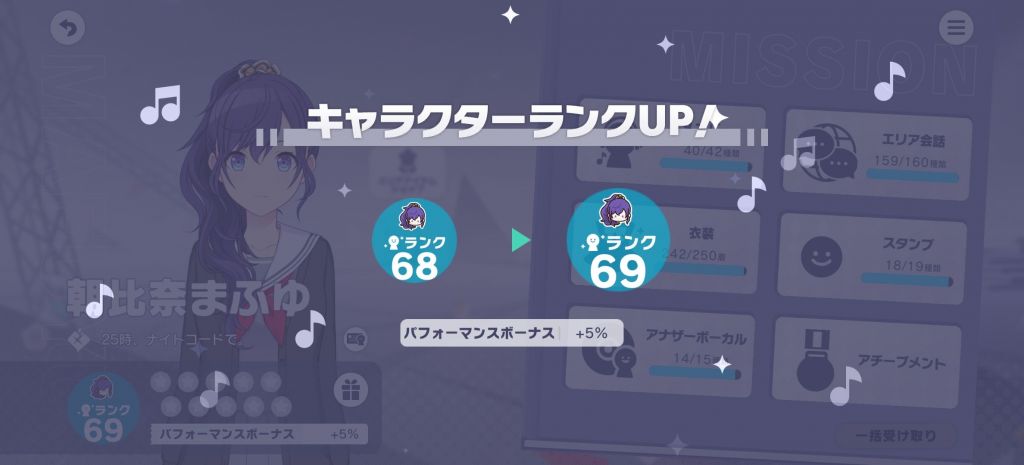 MISSION
キャラクターランクUP!
40/42種類
エリア会話
159/160種類
ランク
68
ランク
69
衣装
242/250着
スタンプ
18/19種類
朝比奈まふゆ
25時、ナイトコードで。
パフォーマンスボーナス +5%
アナザーボーカル
14/15
アチーブメント
ランク
69
パフォーマンスボーナス +5%
一括受け取り